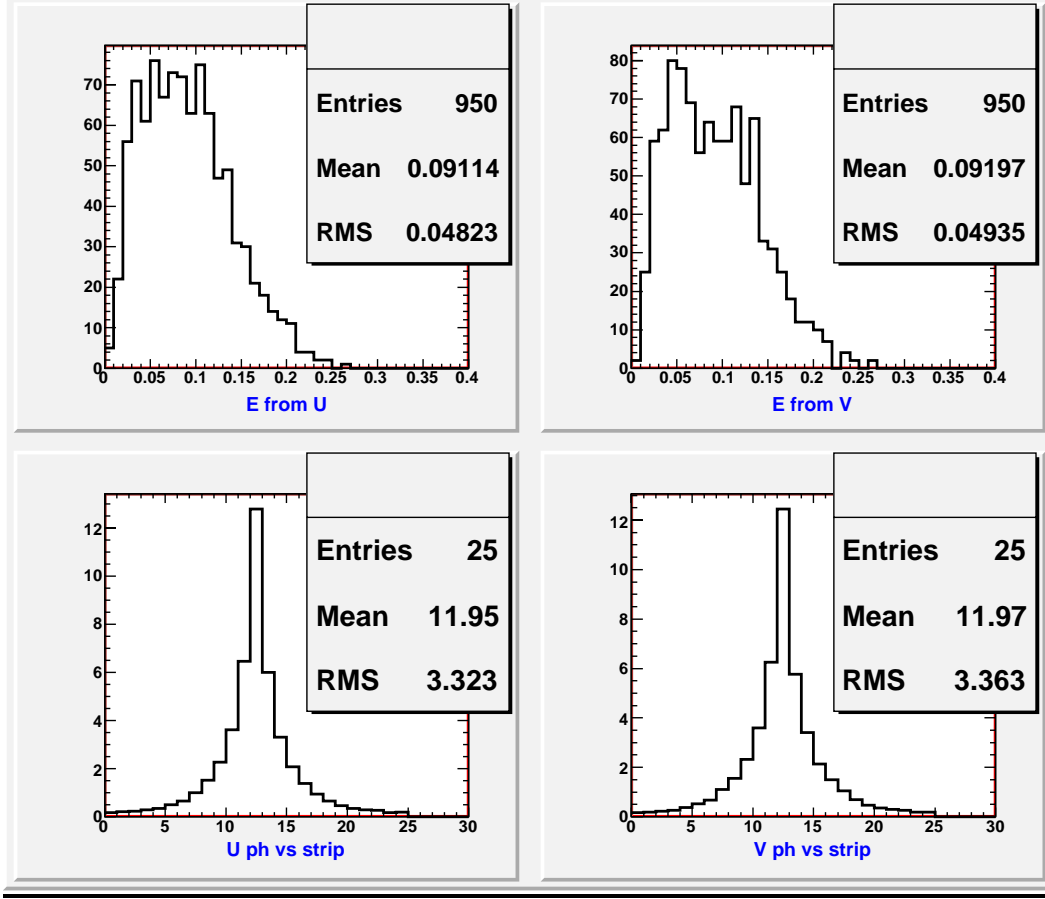 Entries 950
Mean 0.09114
RMS 0.04823
70
60
50
40
30
20
10
0
0 0.05 0.1 0.15 0.2 0.25 0.3 0.35 0.4
E from U
Entries 950
Mean 0.09197
RMS 0.04935
80
70
60
50
40
30
20
10
0
0 0.05 0.1 0.15 0.2 0.25 0.3 0.35 0.4
E from V
Entries 25
Mean 11.95
RMS 3.323
12
10
8
6
4
2
0
0 5 10 15 20 25 30
U ph vs strip
Entries 25
Mean 11.97
RMS 3.363
12
10
8
6
4
2
0
0 5 10 15 20 25 30
V ph vs strip